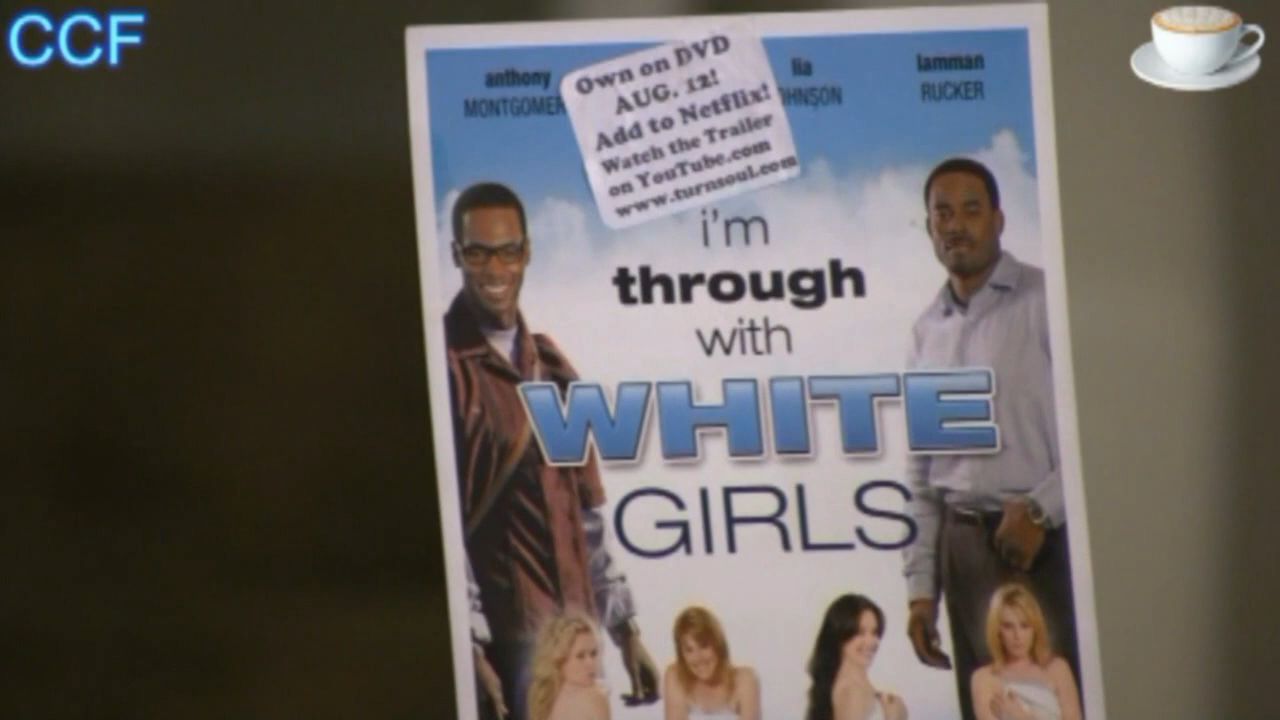 CCF
anthony
MONTGOMER
lia
OHNSON
lamman
RUCKER
Own on DVD
AUG. 12!
Add to Netflix!
Watch the Trailer
on YouTube.com
www.turnsoul.com
i'm
through
with
WHITE
GIRLS